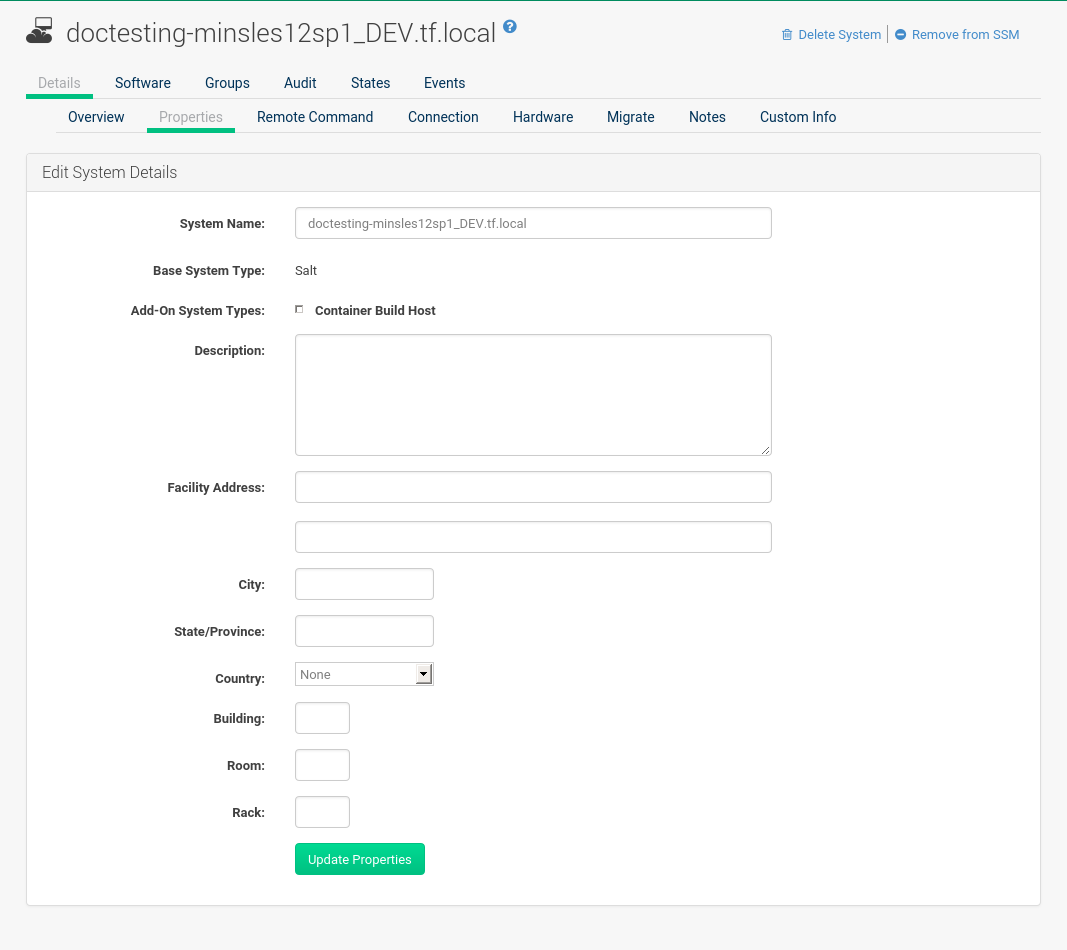 doctesting-minsles12sp1_DEV.tf.local ?
Delete System | Remove from SSM
Details Software Groups Audit States Events
Overview Properties Remote Command Connection Hardware Migrate Notes Custom Info
Edit System Details
System Name: doctesting-minsles12sp1_DEV.tf.local
Base System Type: Salt
Add-On System Types: Container Build Host
Description:
Facility Address:
City:
State/Province:
Country: None
Building:
Room:
Rack:
Update Properties